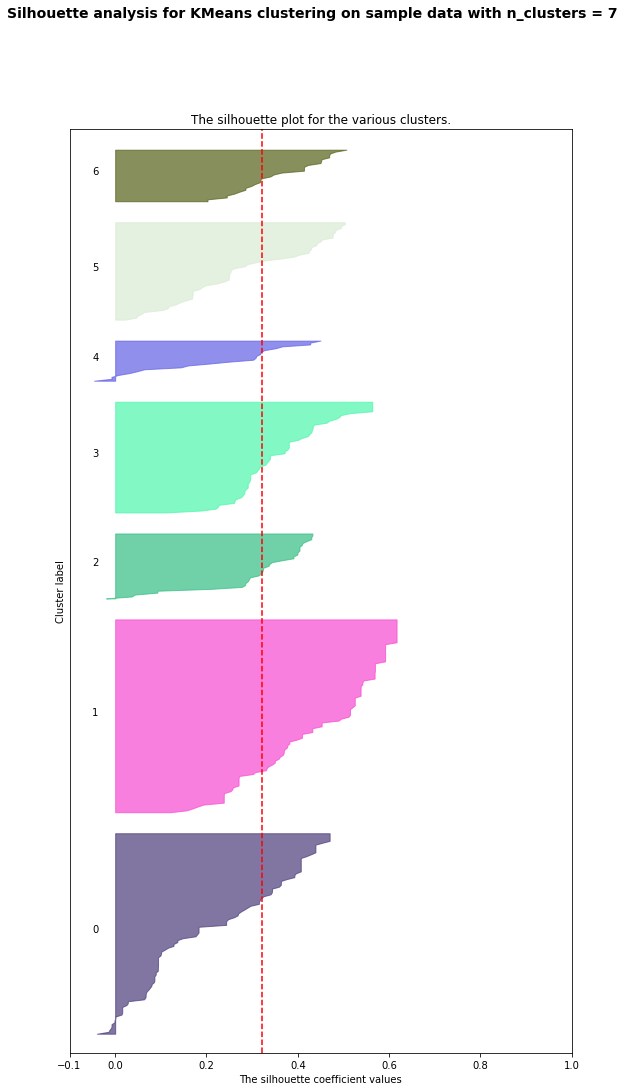 Silhouette analysis for KMeans clustering on sample data with n_clusters = 7
The silhouette plot for the various clusters.
6
5
4
3
2
1
0
Cluster label
−0.1 0.0 0.2 0.4 0.6 0.8 1.0
The silhouette coefficient values